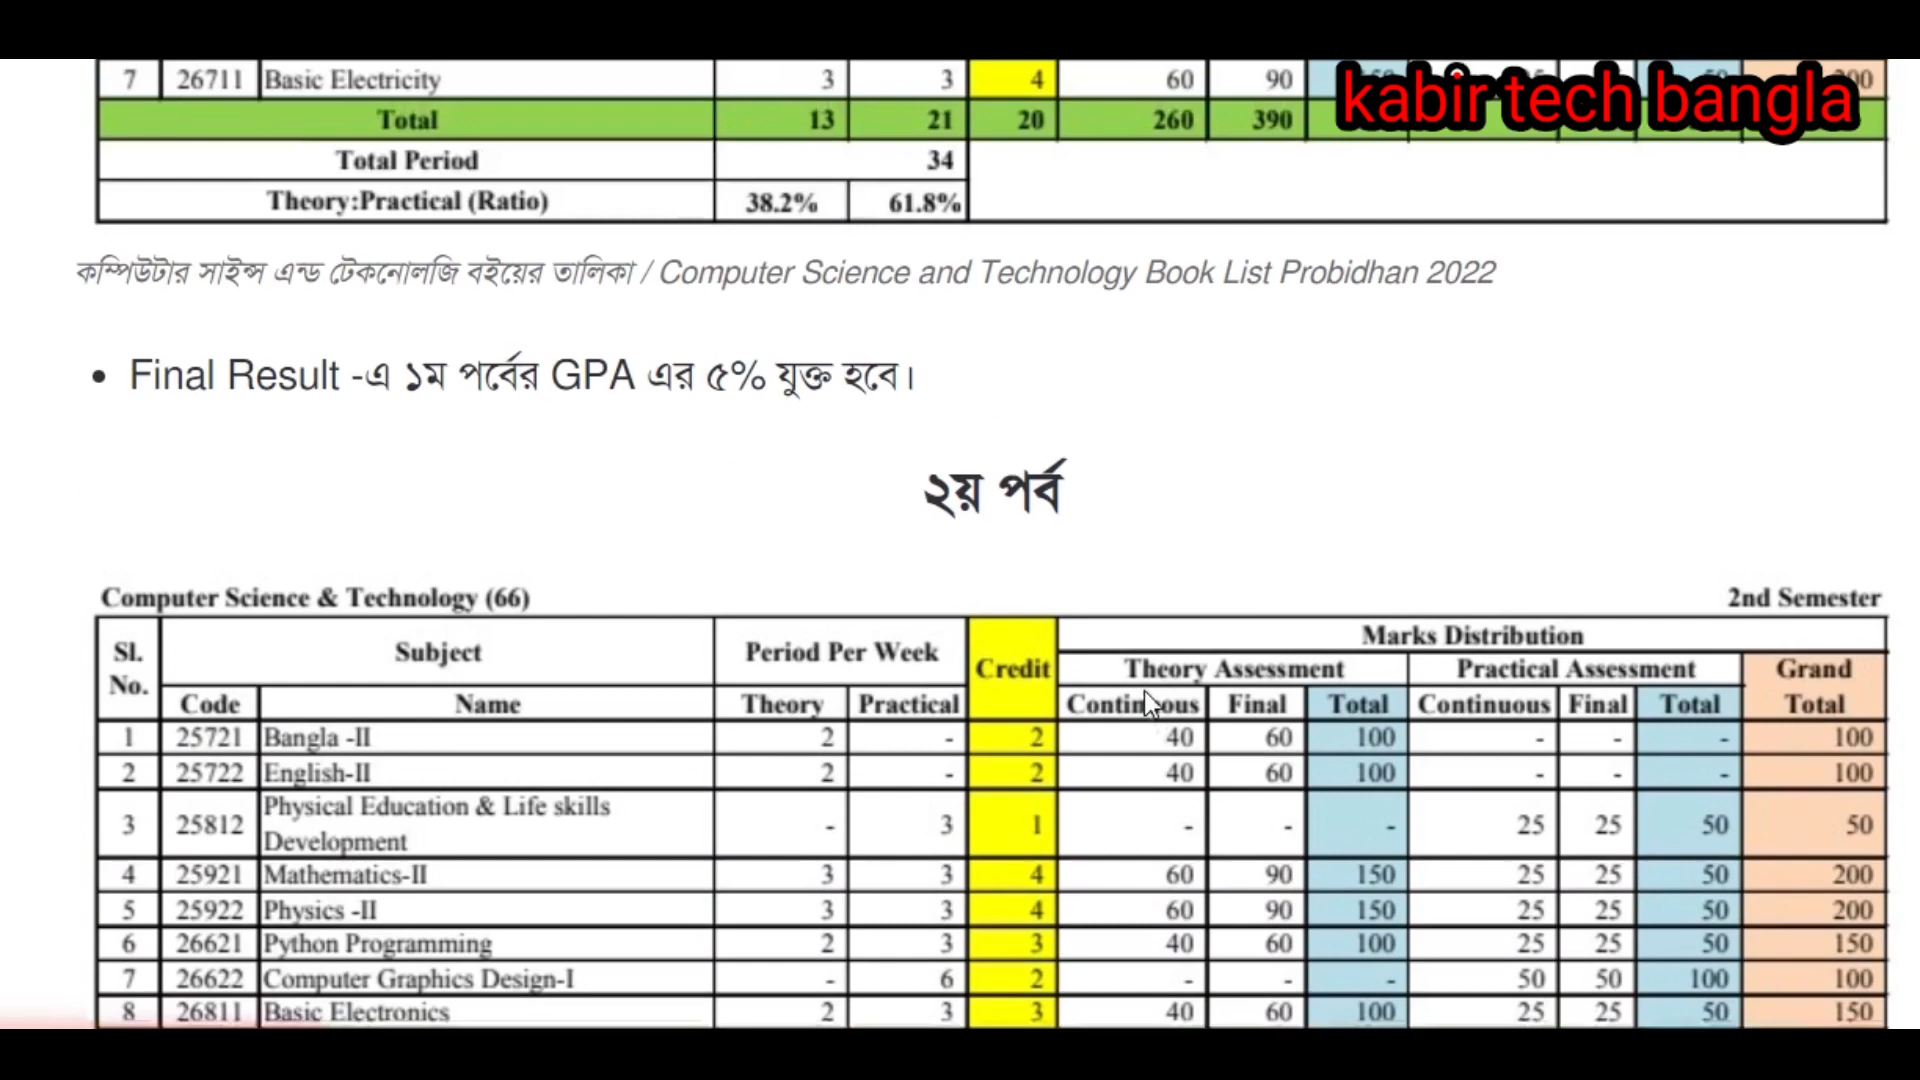 7 26711 Basic Electricity 3 3 4 60 90
kabir tech bangla
Total 13 21 20 260 390
Total Period 34
Theory:Practical (Ratio) 38.2% 61.8%
কম্পিউটার সাইন্স এন্ড টেকনোলজি বইয়ের তালিকা / Computer Science and Technology Book List Probidhan 2022
• Final Result -এ ১ম পর্বের GPA এর ৫% যুক্ত হবে।
২য় পর্ব
Computer Science & Technology (66) 2nd Semester
Sl. No. Subject Period Per Week Credit Marks Distribution
Theory Assessment Practical Assessment Grand Total
Code Name Theory Practical Continuous Final Total Continuous Final Total
1 25721 Bangla -II 2 - 2 40 60 100 - - - 100
2 25722 English-II 2 - 2 40 60 100 - - - 100
3 25812 Physical Education & Life skills Development - 3 1 - - - 25 25 50 50
4 25921 Mathematics-II 3 3 4 60 90 150 25 25 50 200
5 25922 Physics -II 3 3 4 60 90 150 25 25 50 200
6 26621 Python Programming 2 3 3 40 60 100 25 25 50 150
7 26622 Computer Graphics Design-I - 6 2 - - - 50 50 100 100
8 26811 Basic Electronics 2 3 3 40 60 100 25 25 50 150